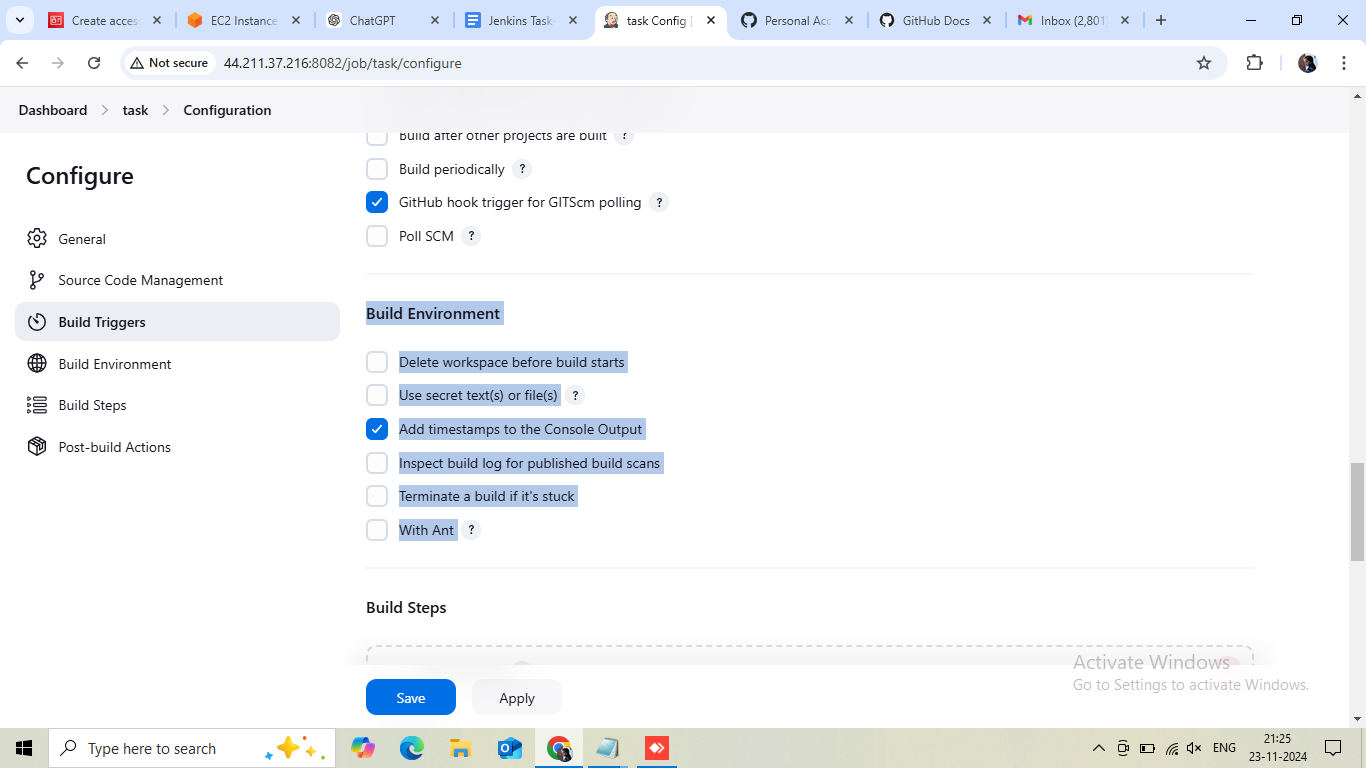 Create acces
EC2 Instance
ChatGPT
Jenkins Task
task Config [
Personal Acc
GitHub Docs
Inbox (2,801
Not secure
44.211.37.216:8082/job/task/configure
Dashboard
task
Configuration
Configure
General
Source Code Management
Build Triggers
Build Environment
Build Steps
Post-build Actions
Build after other projects are built ?
Build periodically ?
GitHub hook trigger for GITScm polling ?
Poll SCM ?
Build Environment
Delete workspace before build starts
Use secret text(s) or file(s) ?
Add timestamps to the Console Output
Inspect build log for published build scans
Terminate a build if it's stuck
With Ant ?
Build Steps
Save
Apply
Activate Windows
Go to Settings to activate Windows.
Type here to search
ENG
21:25
23-11-2024